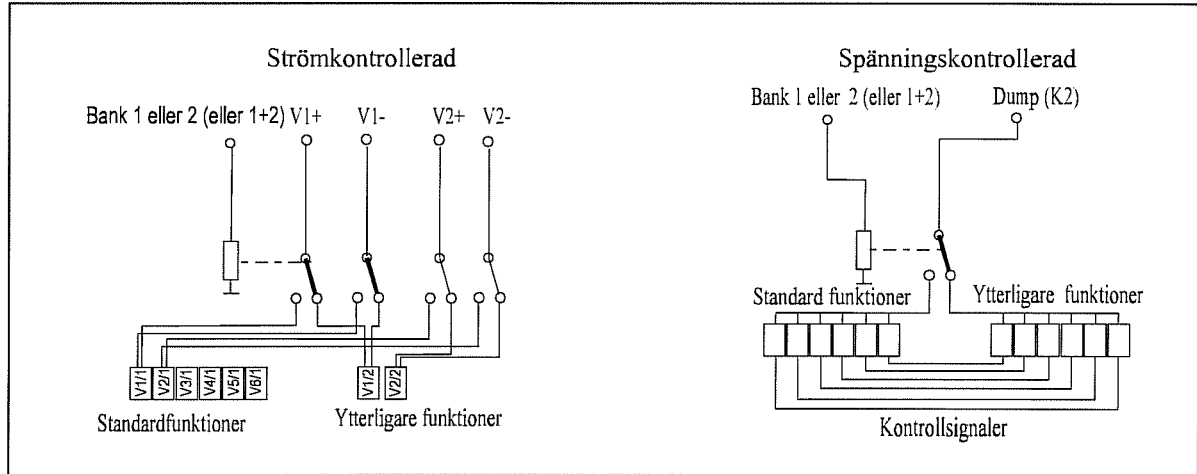 Strömkontrollerad
Bank 1 eller 2 (eller 1+2) V1+ V1- V2+ V2-
V1/1 V2/1 V3/1 V4/1 V5/1 V6/1
V1/2 V2/2
Standardfunktioner
Ytterligare funktioner
Spänningskontrollerad
Bank 1 eller 2 (eller 1+2) Dump (K2)
Standard funktioner Ytterligare funktioner
Kontrollsignaler